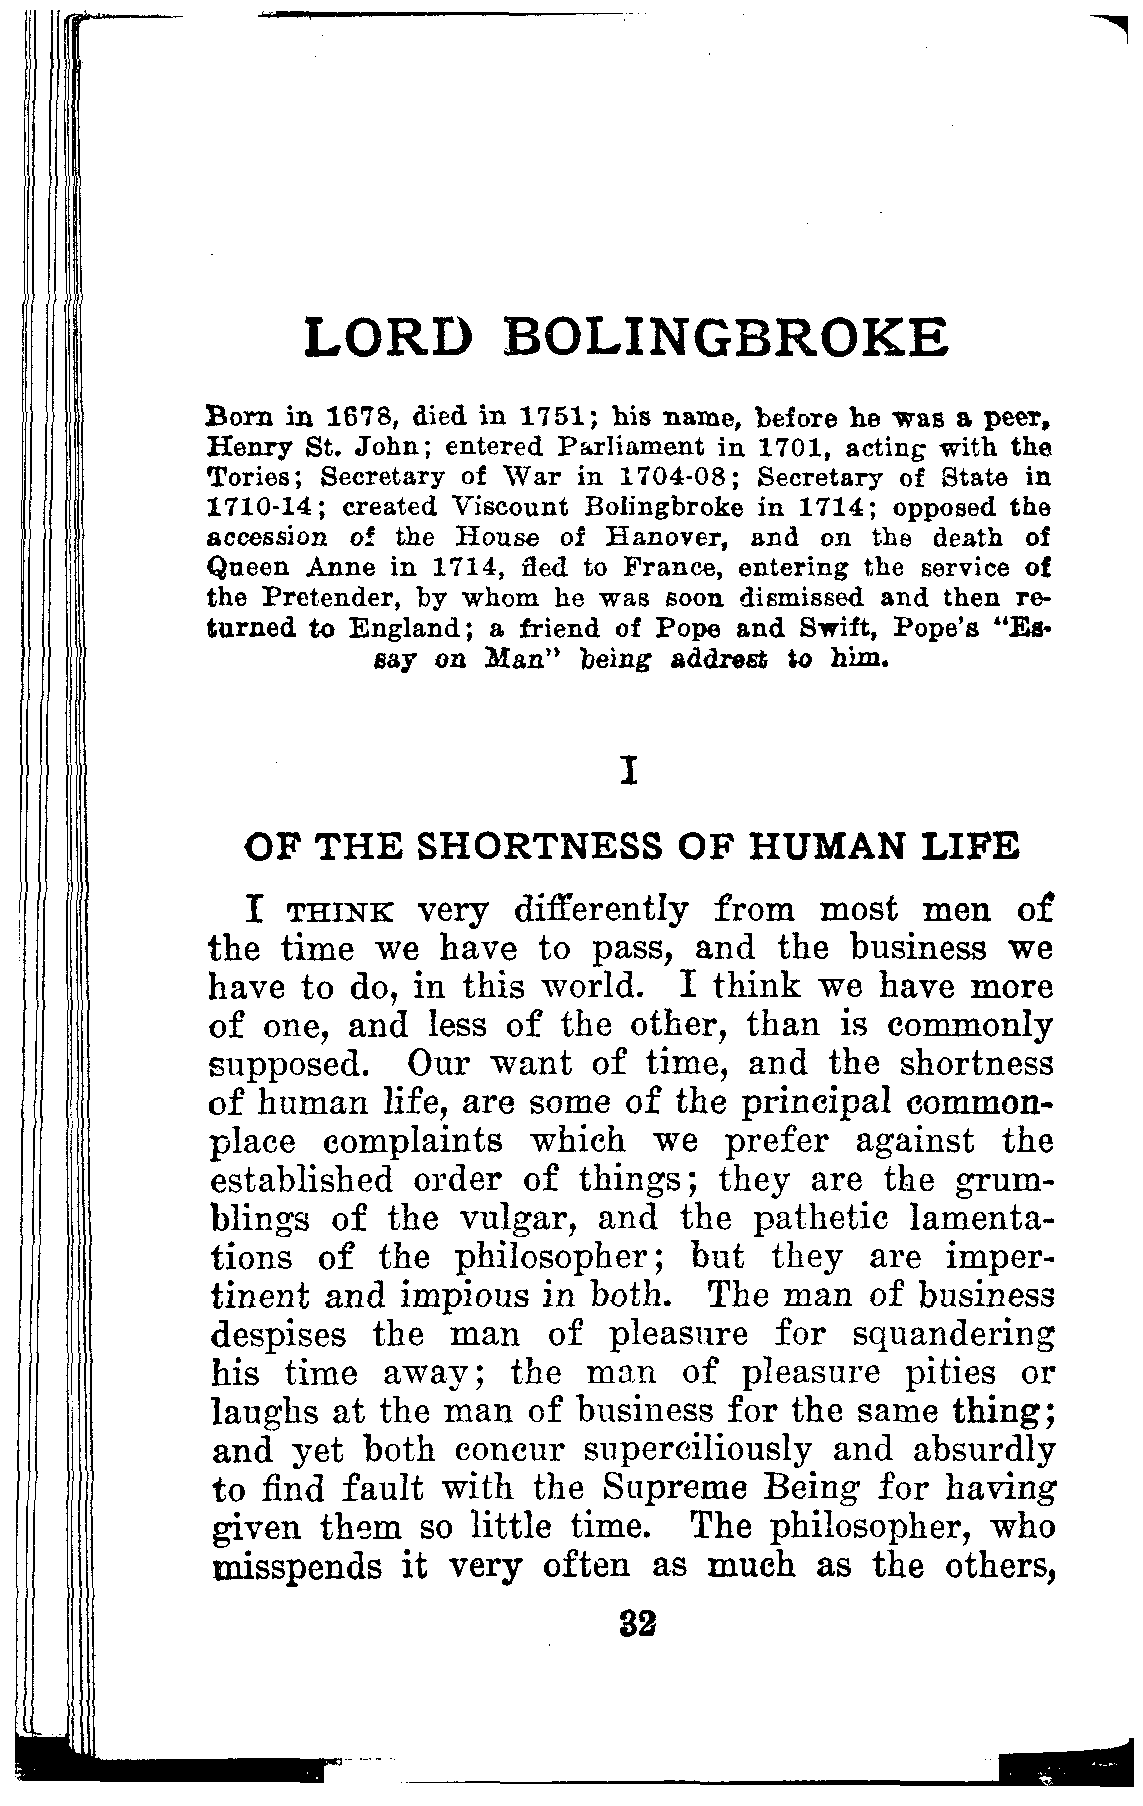 LORD BOLINGBROKE
Born in 1678, died in 1751; his name, before he was a peer,
Henry St. John; entered Parliament in 1701, acting with the
Tories; Secretary of War in 1704-08; Secretary of State in
1710-14; created Viscount Bolingbroke in 1714; opposed the
accession of the House of Hanover, and on the death of
Queen Anne in 1714, fled to France, entering the service of
the Pretender, by whom he was soon dismissed and then re-
turned to England; a friend of Pope and Swift, Pope's "Es-
say on Man" being addrest to him.
I
OF THE SHORTNESS OF HUMAN LIFE
I THINK very differently from most men of
the time we have to pass, and the business we
have to do, in this world. I think we have more
of one, and less of the other, than is commonly
supposed. Our want of time, and the shortness
of human life, are some of the principal common-
place complaints which we prefer against the
established order of things; they are the grum-
blings of the vulgar, and the pathetic lamenta-
tions of the philosopher; but they are imper-
tinent and impious in both. The man of business
despises the man of pleasure for squandering
his time away; the man of pleasure pities or
laughs at the man of business for the same thing;
and yet both concur superciliously and absurdly
to find fault with the Supreme Being for having
given them so little time. The philosopher, who
misspends it very often as much as the others,
32